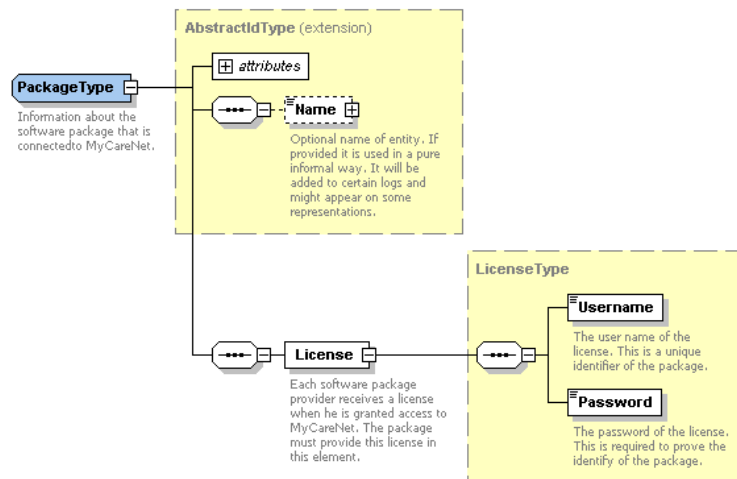 AbstractIdType (extension)
attributes
PackageType
Information about the
software package that is
connectedto MyCareNet.
Name
Optional name of entity. If
provided it is used in a pure
informal way. It will be
added to certain logs and
might appear on some
representations.
LicenseType
License
Each software package
provider receives a license
when he is granted access to
MyCareNet. The package
must provide this license in
this element.
Username
The user name of the
license. This is a unique
identifier of the package.
Password
The password of the license.
This is required to prove the
identify of the package.